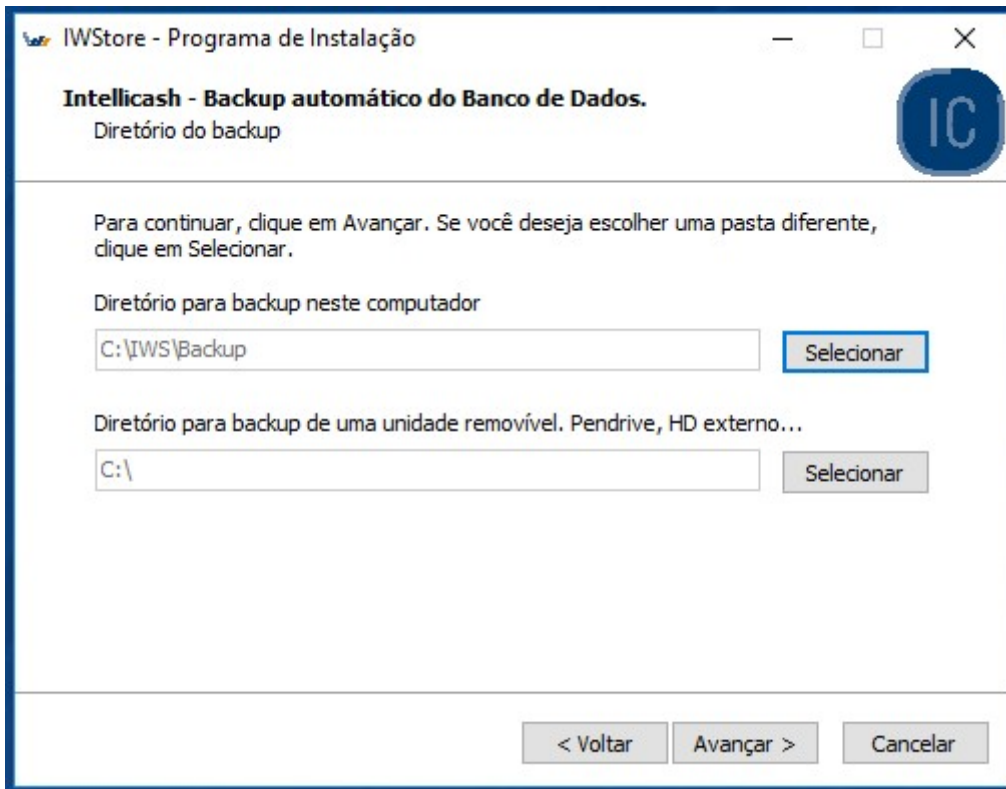 IWStore - Programa de Instalação
Intellicash - Backup automático do Banco de Dados.
Diretório do backup
IC
Para continuar, clique em Avançar. Se você deseja escolher uma pasta diferente,
clique em Selecionar.
Diretório para backup neste computador
C:\IWS\Backup
Selecionar
Diretório para backup de uma unidade removível. Pendrive, HD externo...
C:\
Selecionar
< Voltar
Avançar >
Cancelar